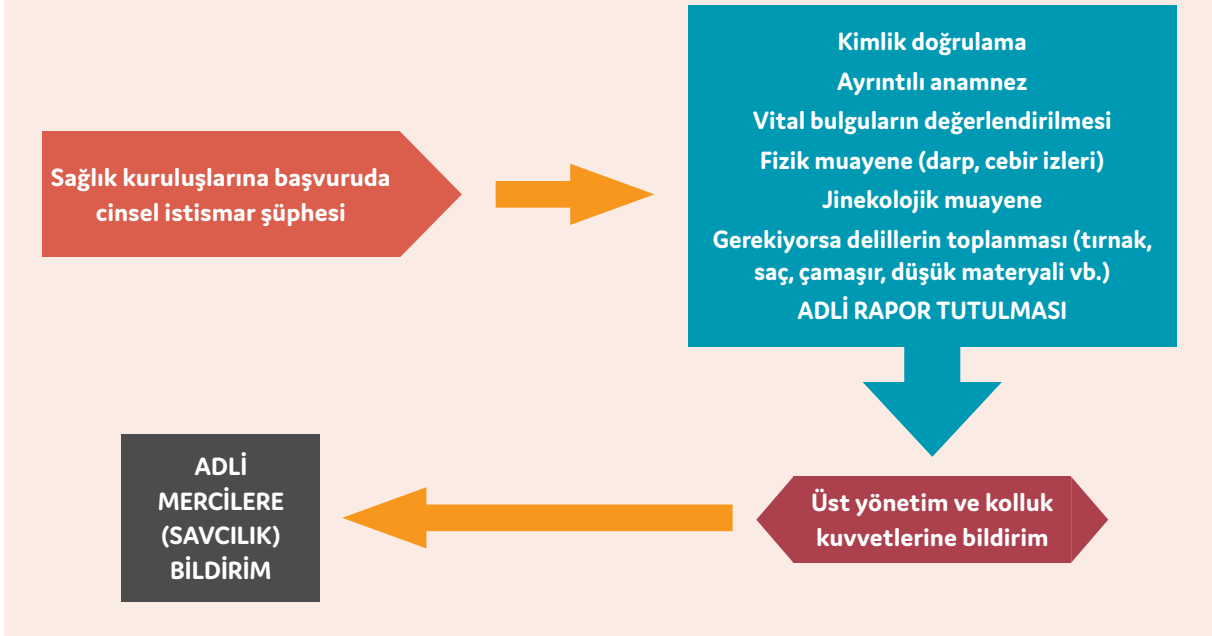 Sağlık kuruluşlarına başvuruda
cinsel istismar şüphesi
Kimlik doğrulama
Ayrıntılı anamnez
Vital bulguların değerlendirilmesi
Fizik muayene (darp, cebir izleri)
Jinekolojik muayene
Gerekiyorsa delillerin toplanması (tırnak,
saç, çamaşır, düşük materyali vb.)
ADLİ RAPOR TUTULMASI
Üst yönetim ve kolluk
kuvvetlerine bildirim
ADLİ
MERCİLERE
(SAVCILIK)
BİLDİRİM